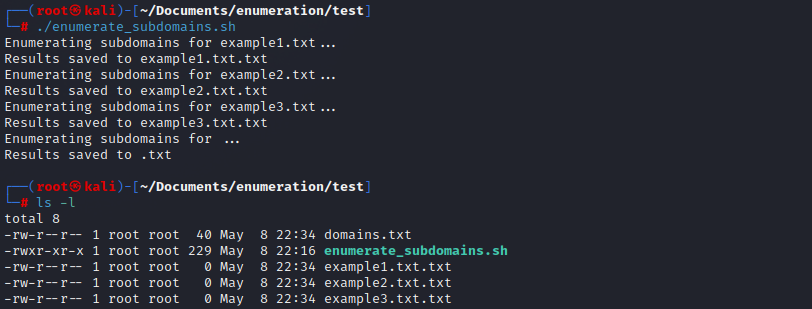 ┌──(root㉿kali)-[~/Documents/enumeration/test]
└─# ./enumerate_subdomains.sh
Enumerating subdomains for example1.txt...
Results saved to example1.txt.txt
Enumerating subdomains for example2.txt...
Results saved to example2.txt.txt
Enumerating subdomains for example3.txt...
Results saved to example3.txt.txt
Enumerating subdomains for ...
Results saved to .txt
┌──(root㉿kali)-[~/Documents/enumeration/test]
└─# ls -l
total 8
-rw-r--r-- 1 root root  40 May  8 22:34 domains.txt
-rwxr-xr-x 1 root root 229 May  8 22:16 enumerate_subdomains.sh
-rw-r--r-- 1 root root   0 May  8 22:34 example1.txt.txt
-rw-r--r-- 1 root root   0 May  8 22:34 example2.txt.txt
-rw-r--r-- 1 root root   0 May  8 22:34 example3.txt.txt